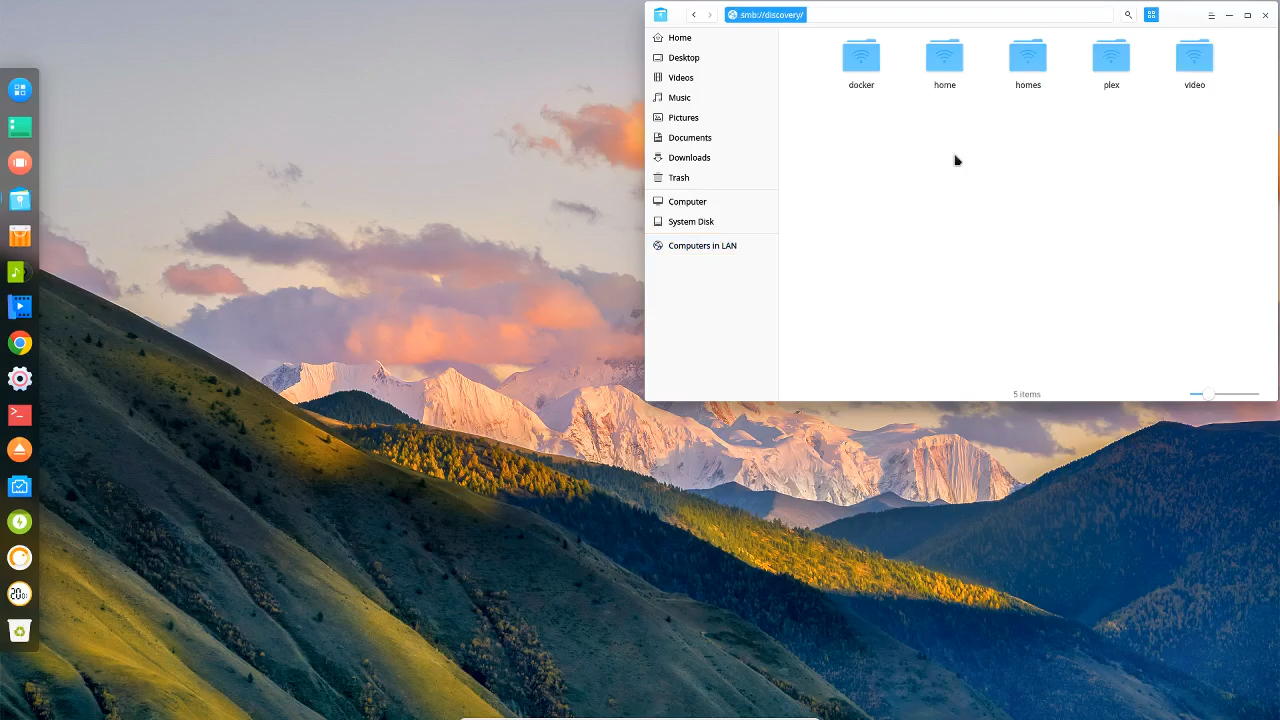 smb://discovery/
Home
Desktop
Videos
Music
Pictures
Documents
Downloads
Trash
Computer
System Disk
Computers in LAN
docker
home
homes
plex
video
5 items